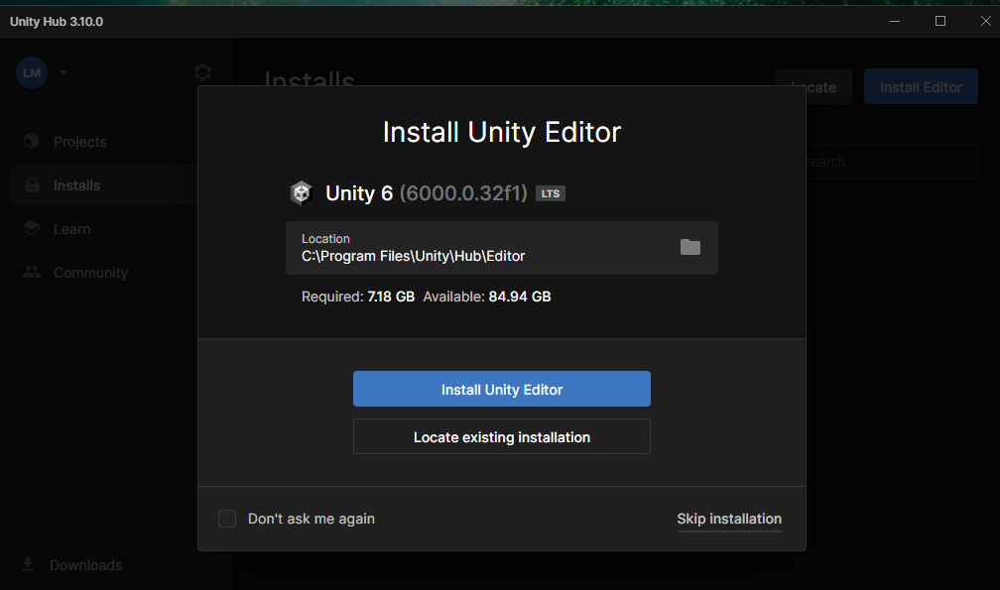 Unity Hub 3.10.0
LM
Installs
Locate
Install Editor
Projects
Installs
Learn
Community
Search
Install Unity Editor
Unity 6 (6000.0.32f1) LTS
Location
C:\Program Files\Unity\Hub\Editor
Required: 7.18 GB Available: 84.94 GB
Install Unity Editor
Locate existing installation
Don't ask me again
Skip installation
Downloads